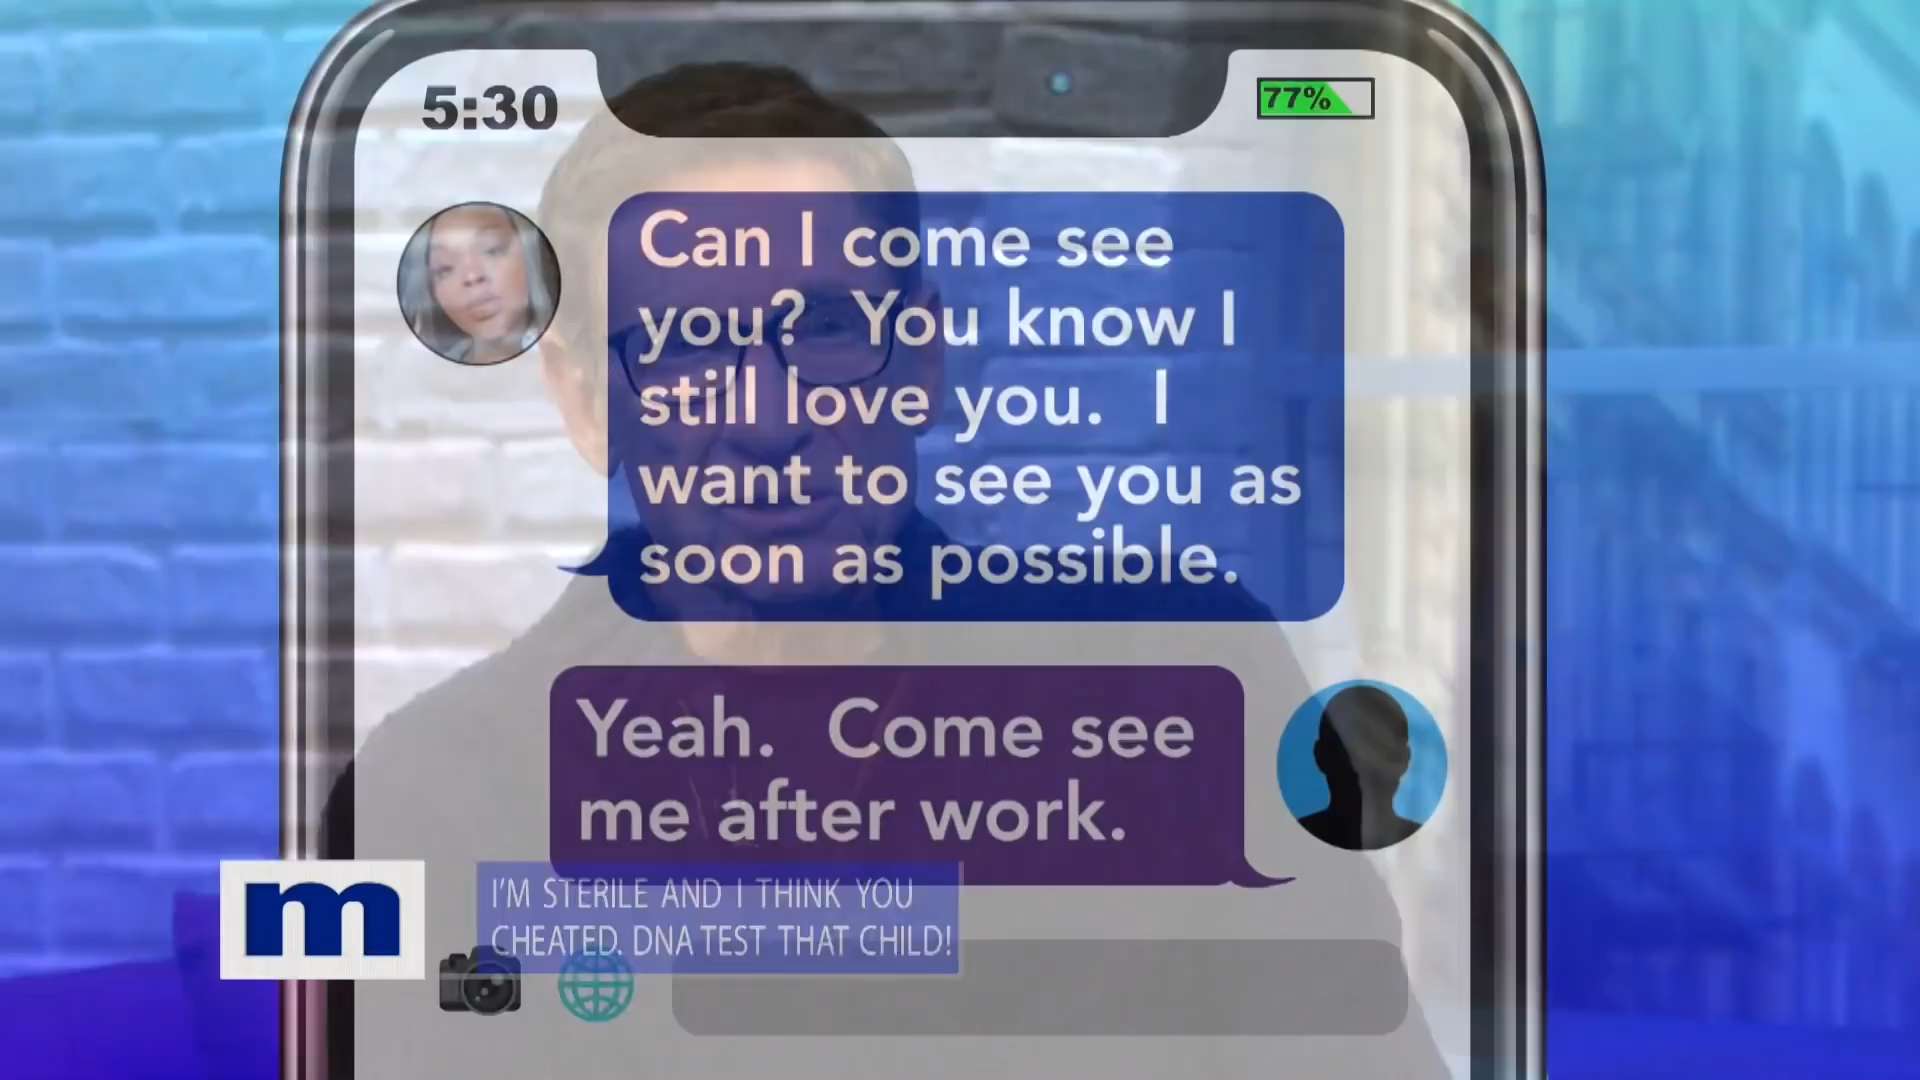 5:30
77%
Can I come see
you? You know I
still love you. I
want to see you as
soon as possible.
Yeah. Come see
me after work.
m
I'M STERILE AND I THINK YOU
CHEATED. DNA TEST THAT CHILD!